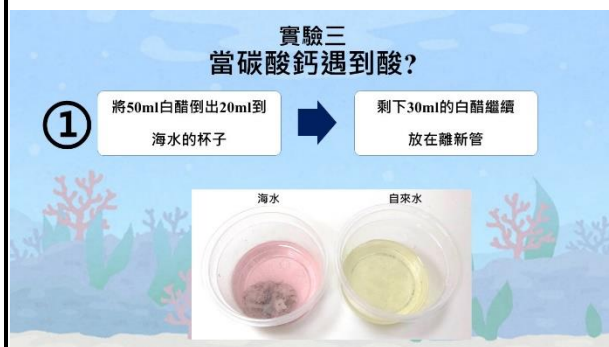 實驗三
當碳酸鈣遇到酸?
① 將50ml白醋倒出20ml到
海水的杯子
剩下30ml的白醋繼續
放在離新管
海水 自來水